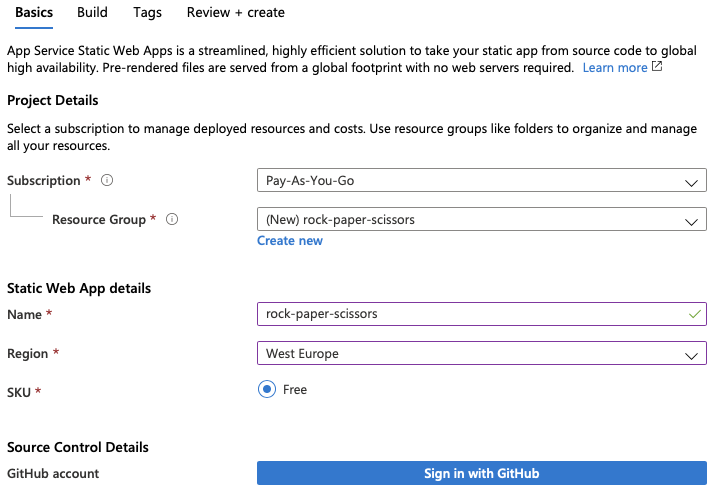 Basics Build Tags Review + create
App Service Static Web Apps is a streamlined, highly efficient solution to take your static app from source code to global
high availability. Pre-rendered files are served from a global footprint with no web servers required. Learn more
Project Details
Select a subscription to manage deployed resources and costs. Use resource groups like folders to organize and manage
all your resources.
Subscription * Pay-As-You-Go
Resource Group * (New) rock-paper-scissors
Create new
Static Web App details
Name * rock-paper-scissors
Region * West Europe
SKU * Free
Source Control Details
GitHub account Sign in with GitHub